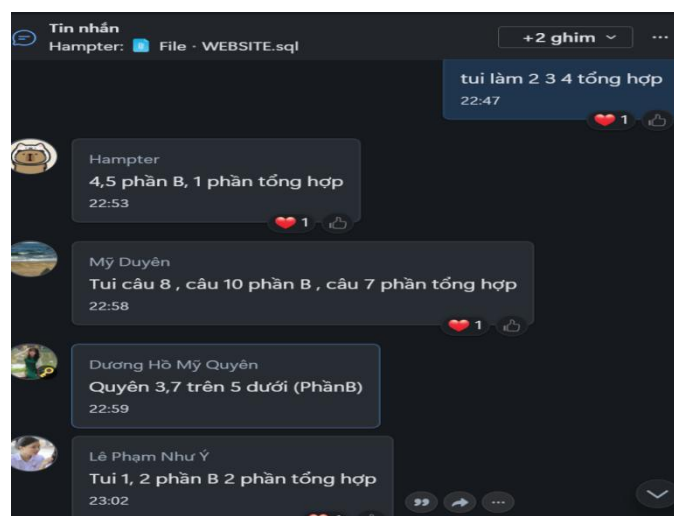 Tin nhắn
Hampter: File · WEBSITE.sql
+2 ghim
tui làm 2 3 4 tổng hợp
22:47
1
Hampter
4,5 phần B, 1 phần tổng hợp
22:53
1
Mỹ Duyên
Tui câu 8 , câu 10 phần B , câu 7 phần tổng hợp
22:58
1
Dương Hồ Mỹ Quyên
Quyên 3,7 trên 5 dưới (PhầnB)
22:59
Lê Phạm Như Ý
Tui 1, 2 phần B 2 phần tổng hợp
23:02